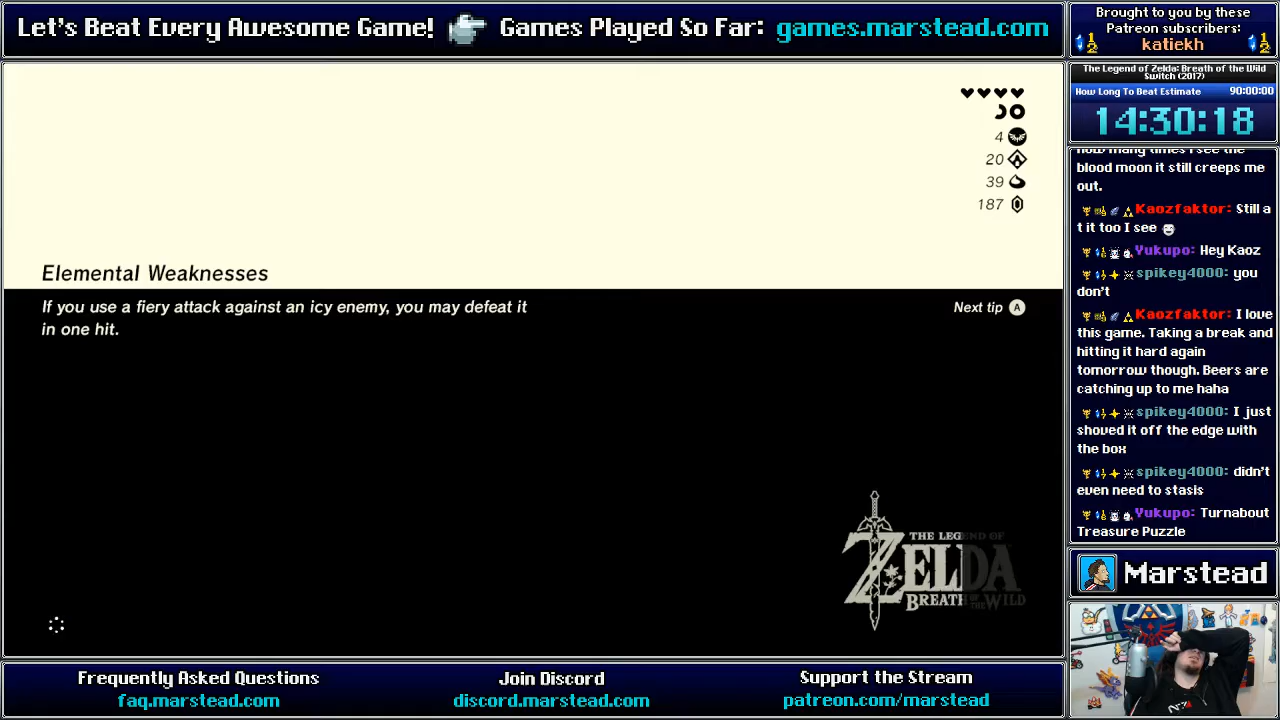 Let's Beat Every Awesome Game! Games Played So Far: games.marstead.com
Brought to you by these
Patreon subscribers:
katiekh
The Legend of Zelda: Breath of the Wild
Switch (2017)
How Long To Beat Estimate 90:00:00
14:30:18
4
20
39
187
Elemental Weaknesses
If you use a fiery attack against an icy enemy, you may defeat it
in one hit.
Next tip A
THE LEGEND OF
ZELDA
BREATH OF THE WILD
how many times I see the
blood moon it still creeps me
out.
Kaozfaktor: Still a
t it too I see
Yukupo: Hey Kaoz
spikey4000: you
don't
Kaozfaktor: I love
this game. Taking a break and
hitting it hard again
tomorrow though. Beers are
catching up to me haha
spikey4000: I just
shoved it off the edge with
the box
spikey4000: didn't
even need to stasis
Yukupo: Turnabout
Treasure Puzzle
Marstead
Frequently Asked Questions
faq.marstead.com
Join Discord
discord.marstead.com
Support the Stream
patreon.com/marstead